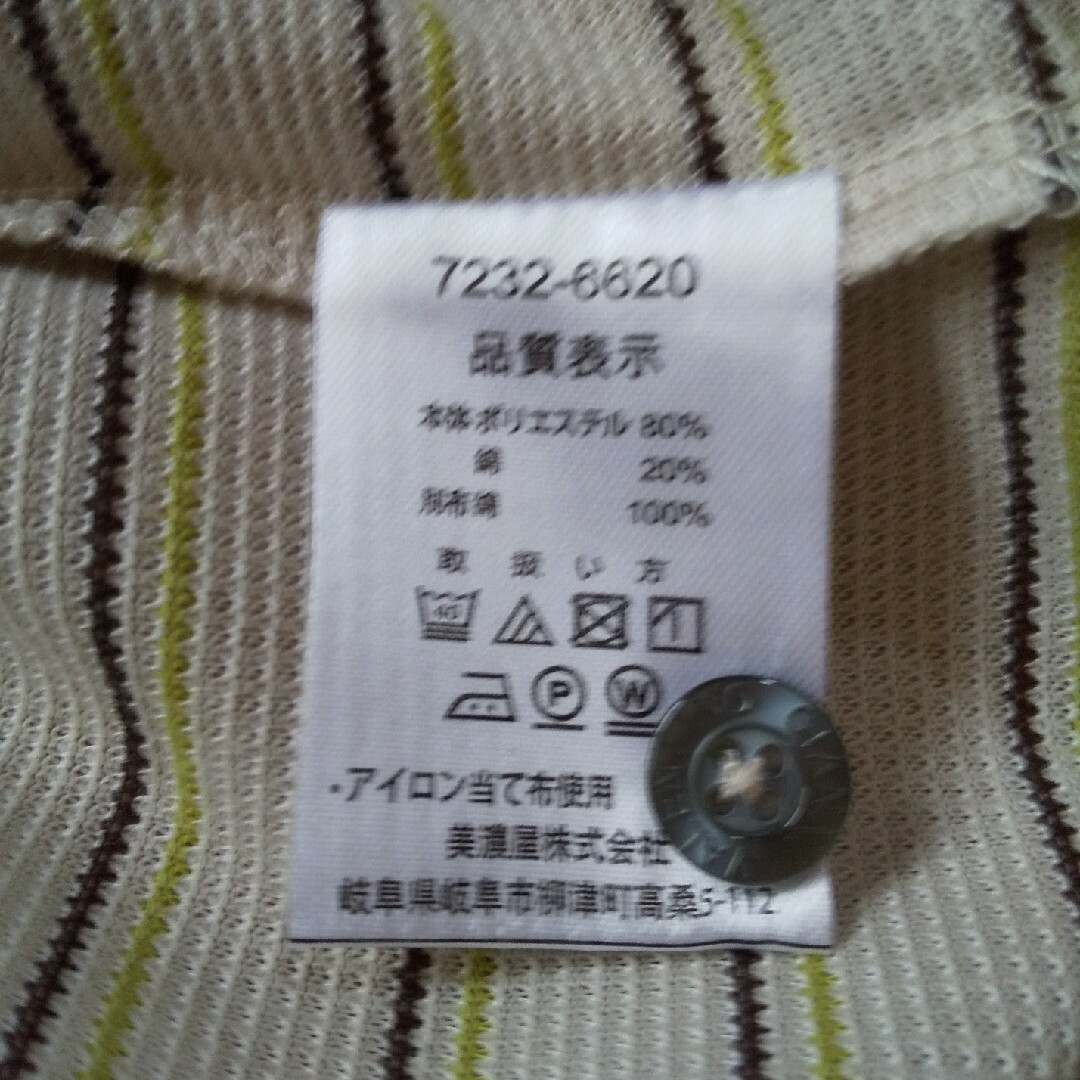 7232-6620
品質表示
本体 ポリエステル 80%
綿 20%
別布 綿 100%
取扱い方
40
P W
・アイロン当て布使用
美濃屋株式会社
岐阜県岐阜市柳津町高桑5-112